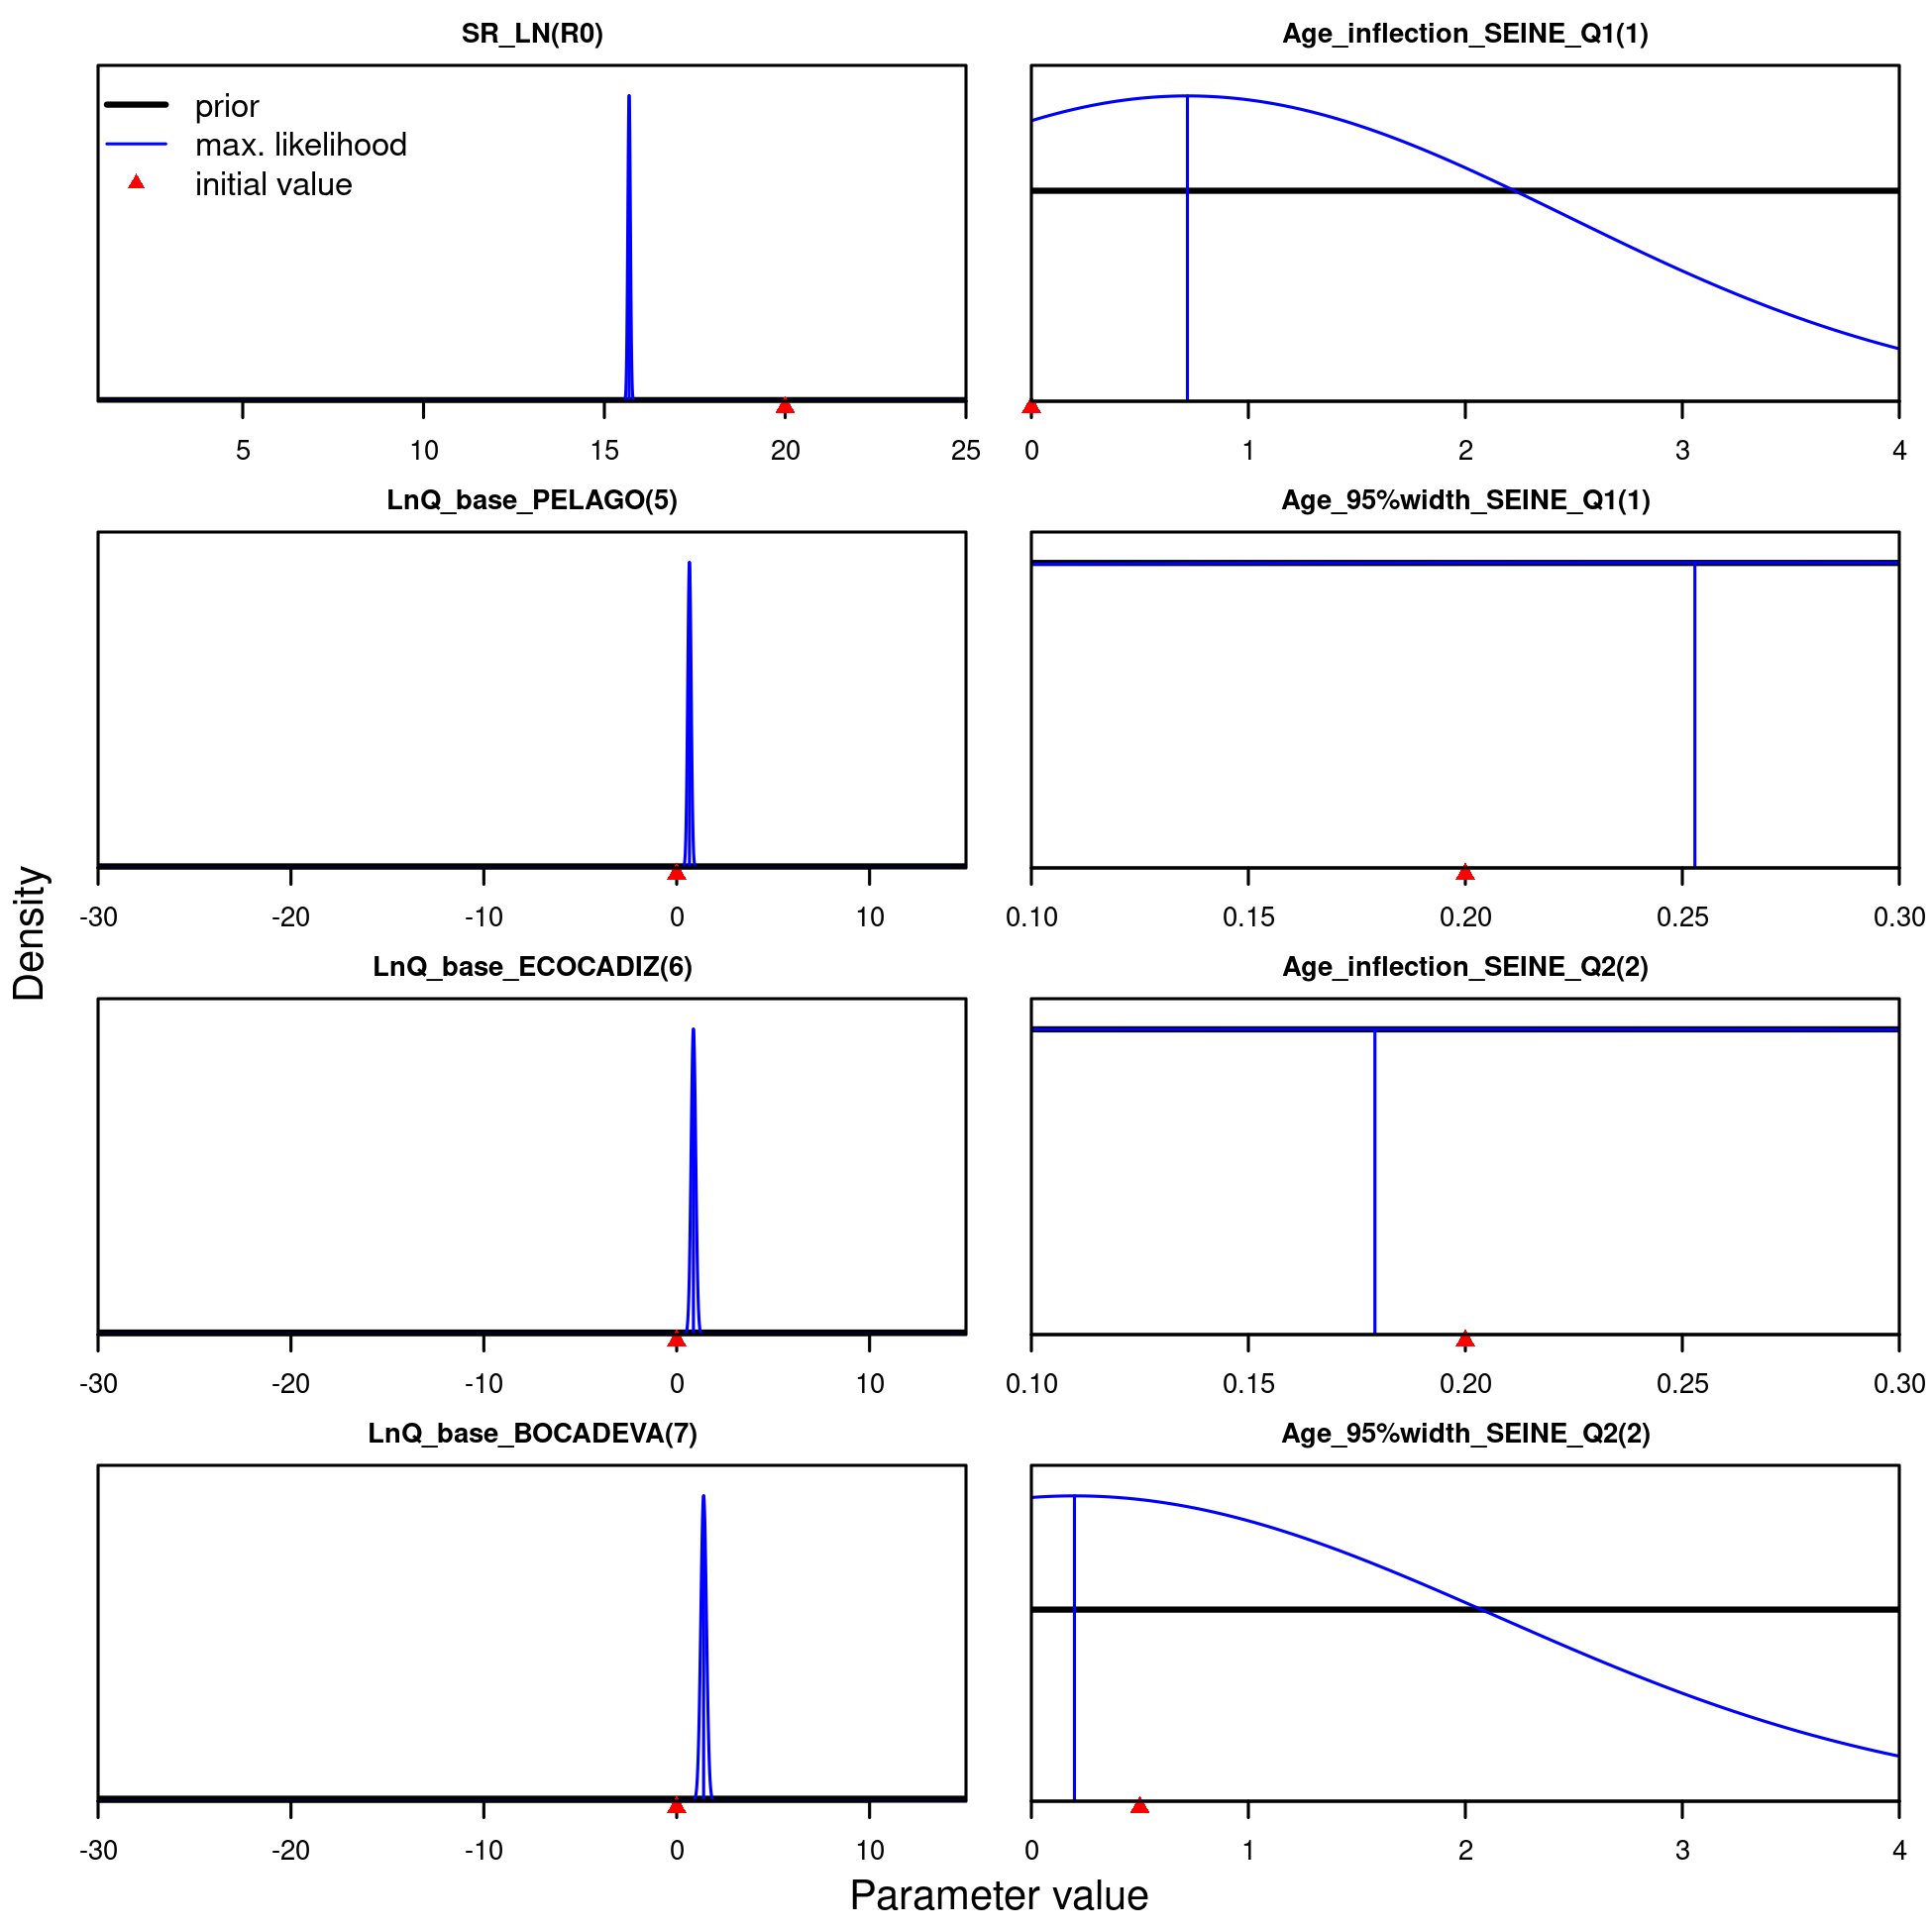 SR_LN(R0)
prior
max. likelihood
initial value
5 10 15 20 25
Age_inflection_SEINE_Q1(1)
0 1 2 3 4
LnQ_base_PELAGO(5)
-30 -20 -10 0 10
Age_95%width_SEINE_Q1(1)
0.10 0.15 0.20 0.25 0.30
LnQ_base_ECOCADIZ(6)
-30 -20 -10 0 10
Age_inflection_SEINE_Q2(2)
0.10 0.15 0.20 0.25 0.30
LnQ_base_BOCADEVA(7)
-30 -20 -10 0 10
Age_95%width_SEINE_Q2(2)
0 1 2 3 4
Density
Parameter value